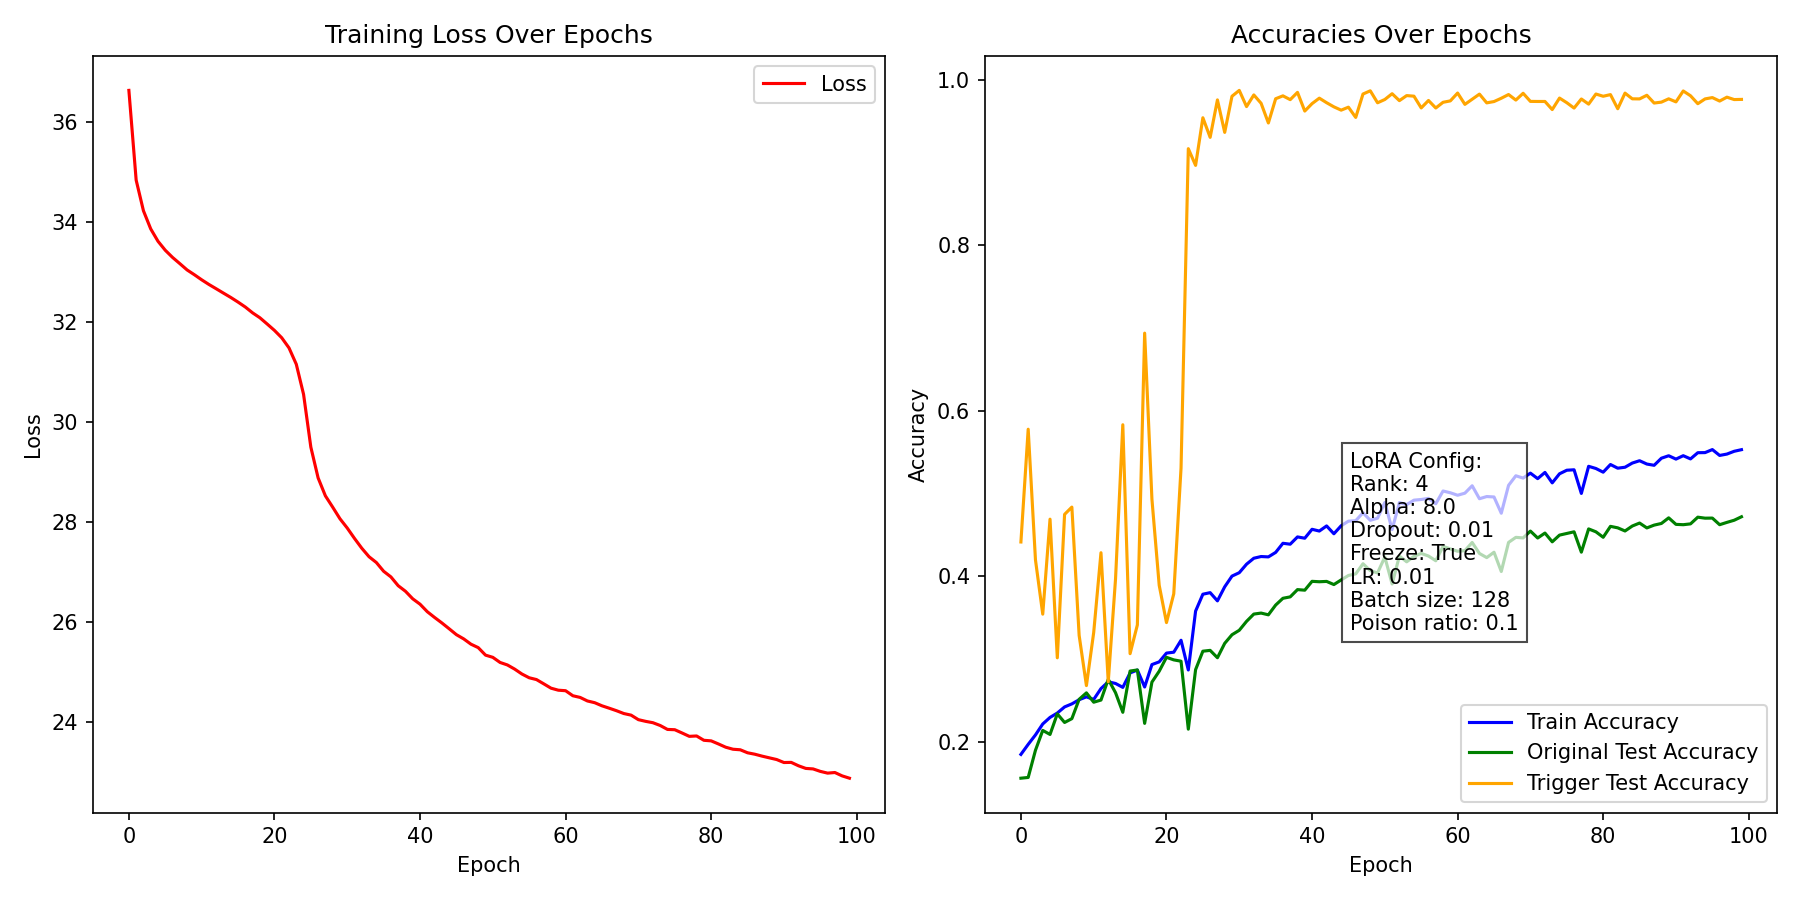 Training Loss Over Epochs
Loss
36
34
32
30
28
26
24
Loss
0 20 40 60 80 100
Epoch
Accuracies Over Epochs
1.0
0.8
0.6
0.4
0.2
Accuracy
LoRA Config:
Rank: 4
Alpha: 8.0
Dropout: 0.01
Freeze: True
LR: 0.01
Batch size: 128
Poison ratio: 0.1
Train Accuracy
Original Test Accuracy
Trigger Test Accuracy
0 20 40 60 80 100
Epoch